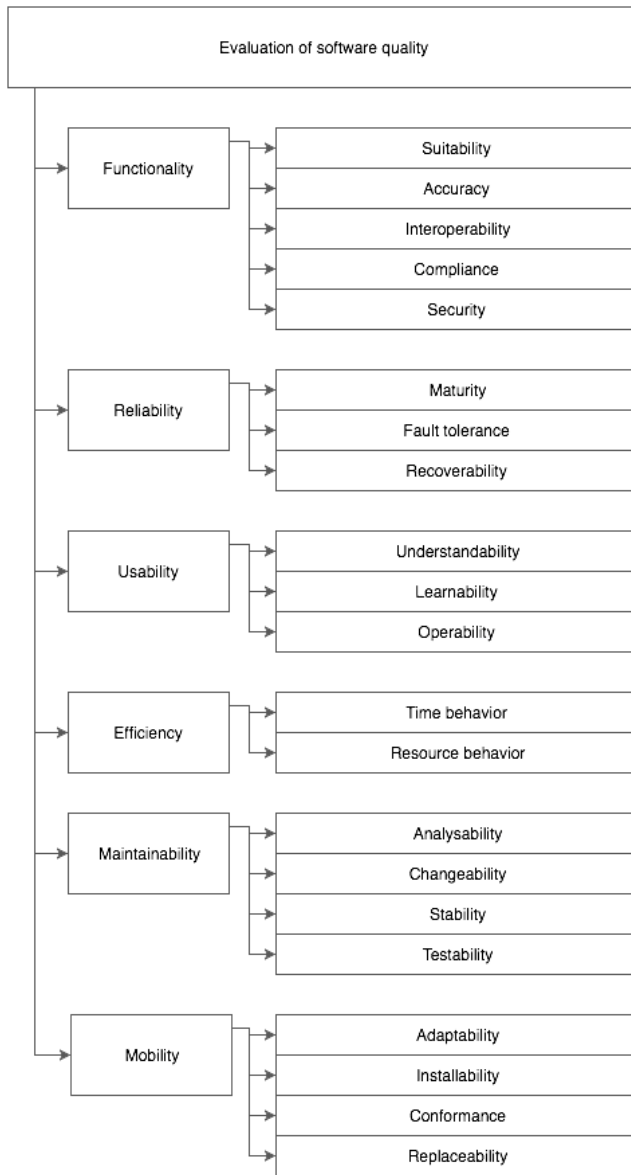 Evaluation of software quality
Functionality
Suitability
Accuracy
Interoperability
Compliance
Security
Reliability
Maturity
Fault tolerance
Recoverability
Usability
Understandability
Learnability
Operability
Efficiency
Time behavior
Resource behavior
Maintainability
Analysability
Changeability
Stability
Testability
Mobility
Adaptability
Installability
Conformance
Replaceability